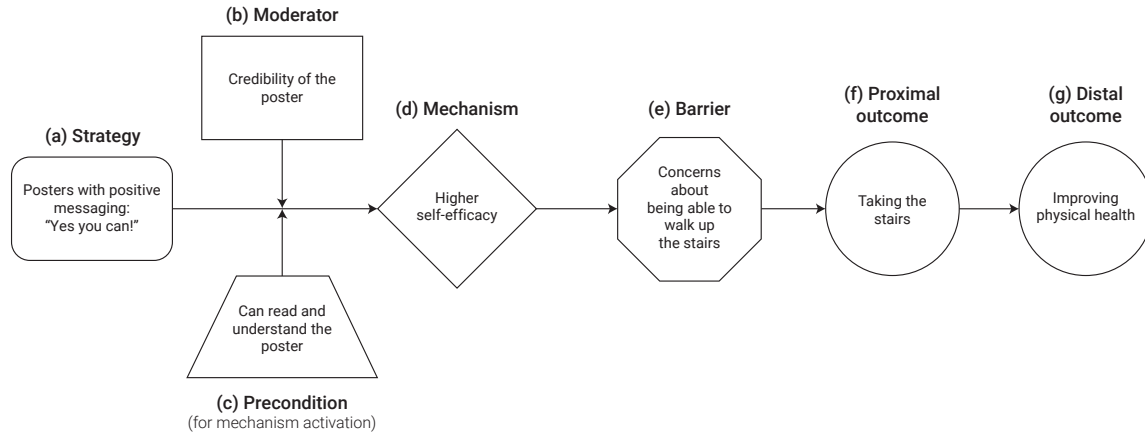 (b) Moderator
Credibility of the
poster
(a) Strategy
Posters with positive
messaging:
“Yes you can!”
(c) Precondition
(for mechanism activation)
Can read and
understand the
poster
(d) Mechanism
Higher
self-efficacy
(e) Barrier
Concerns
about
being able to
walk up
the stairs
(f) Proximal
outcome
Taking the
stairs
(g) Distal
outcome
Improving
physical health